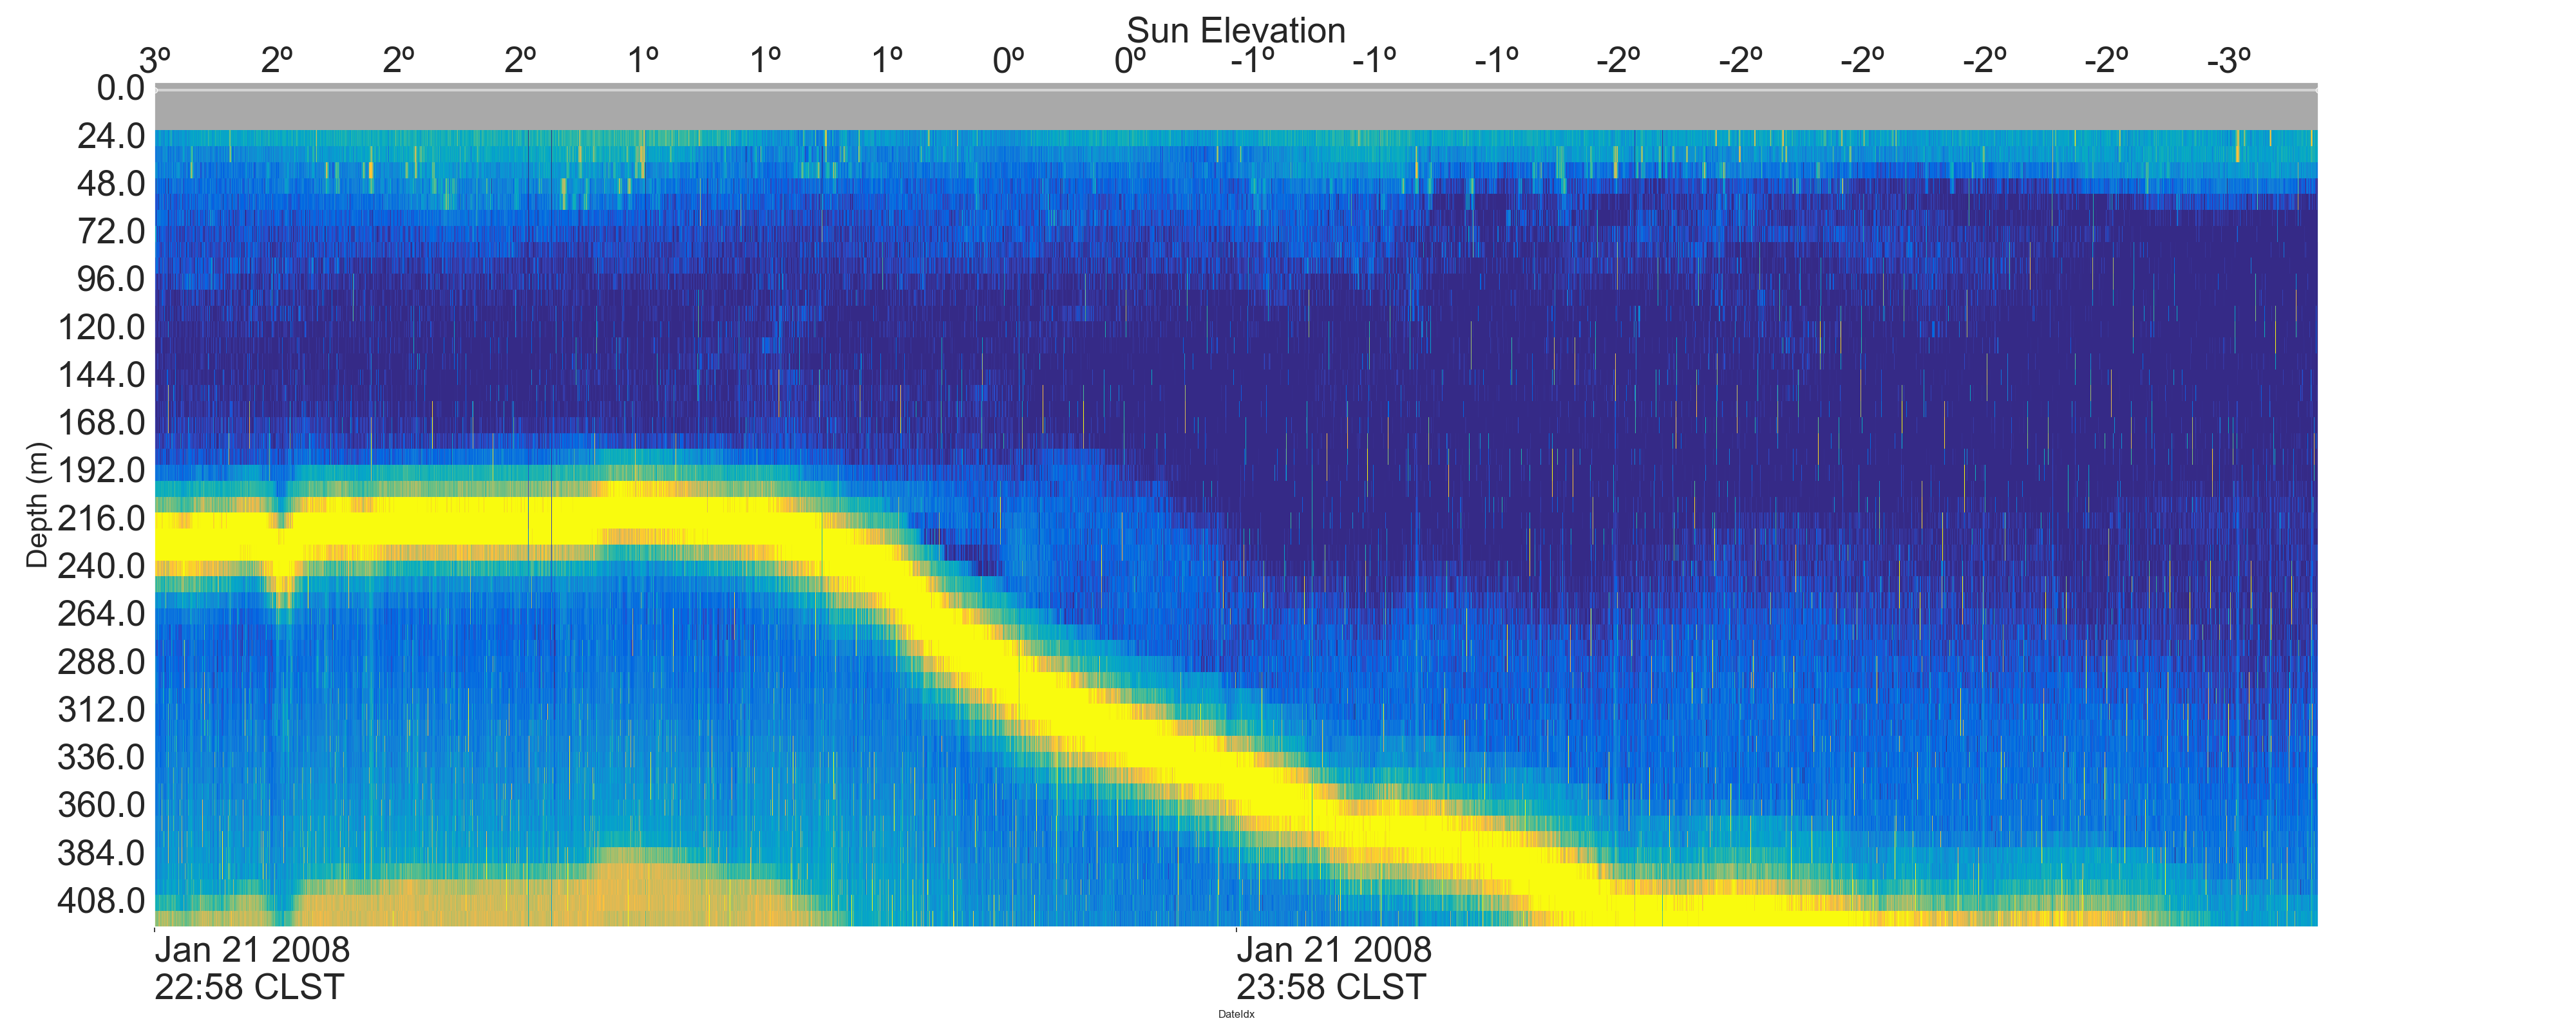 Sun Elevation
3º 2º 2º 2º 1º 1º 1º 0º 0º -1º -1º -1º -2º -2º -2º -2º -2º -3º
0.0
24.0
48.0
72.0
96.0
120.0
144.0
168.0
192.0
216.0
240.0
264.0
288.0
312.0
336.0
360.0
384.0
408.0
Depth (m)
Jan 21 2008
22:58 CLST
Jan 21 2008
23:58 CLST
DateIdx